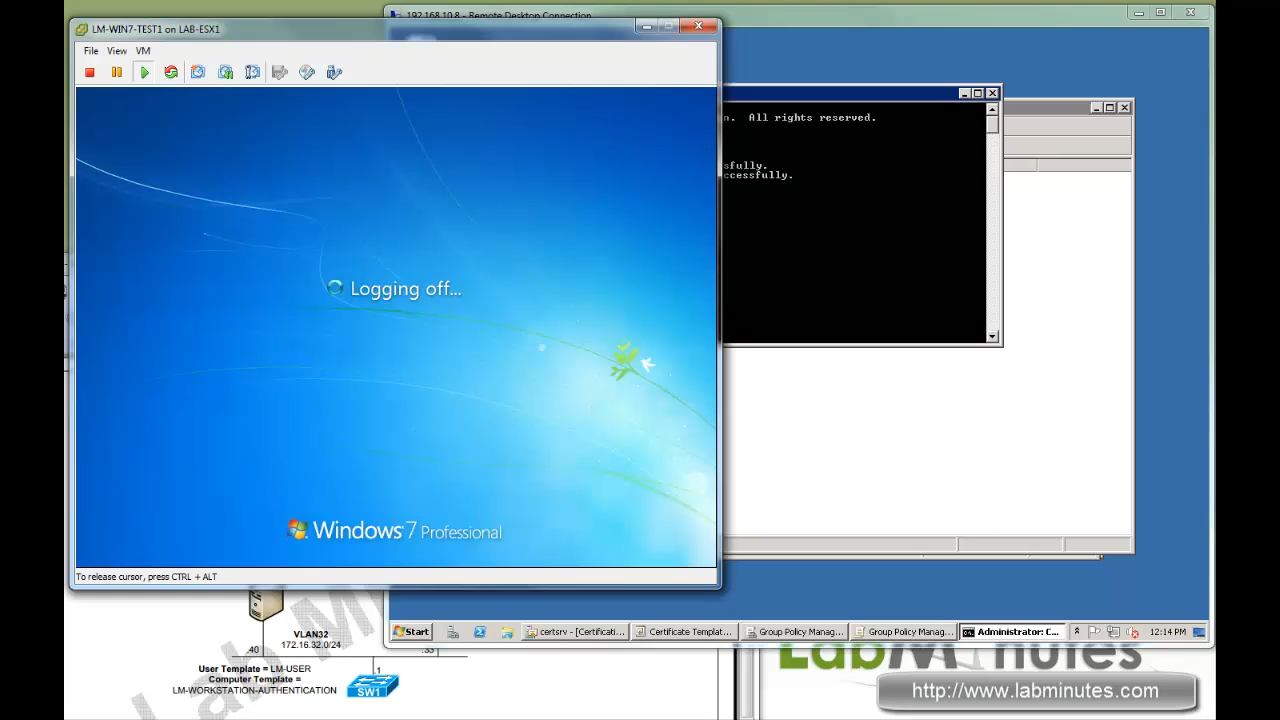 LM-WIN7-TEST1 on LAB-ESX1
File View VM
Logging off...
Windows 7 Professional
To release cursor, press CTRL + ALT
192.168.10.8 - Remote Desktop Connection
n. All rights reserved.
sfully.
ccessfully.
Start
certsrv - [Certificati...
Certificate Templat...
Group Policy Manag...
Group Policy Manag...
Administrator: C...
12:14 PM
VLAN32
172.16.32.0/24
.40
.33
.1
User Template = LM-USER
Computer Template =
LM-WORKSTATION-AUTHENTICATION
SW1
http://www.labminutes.com